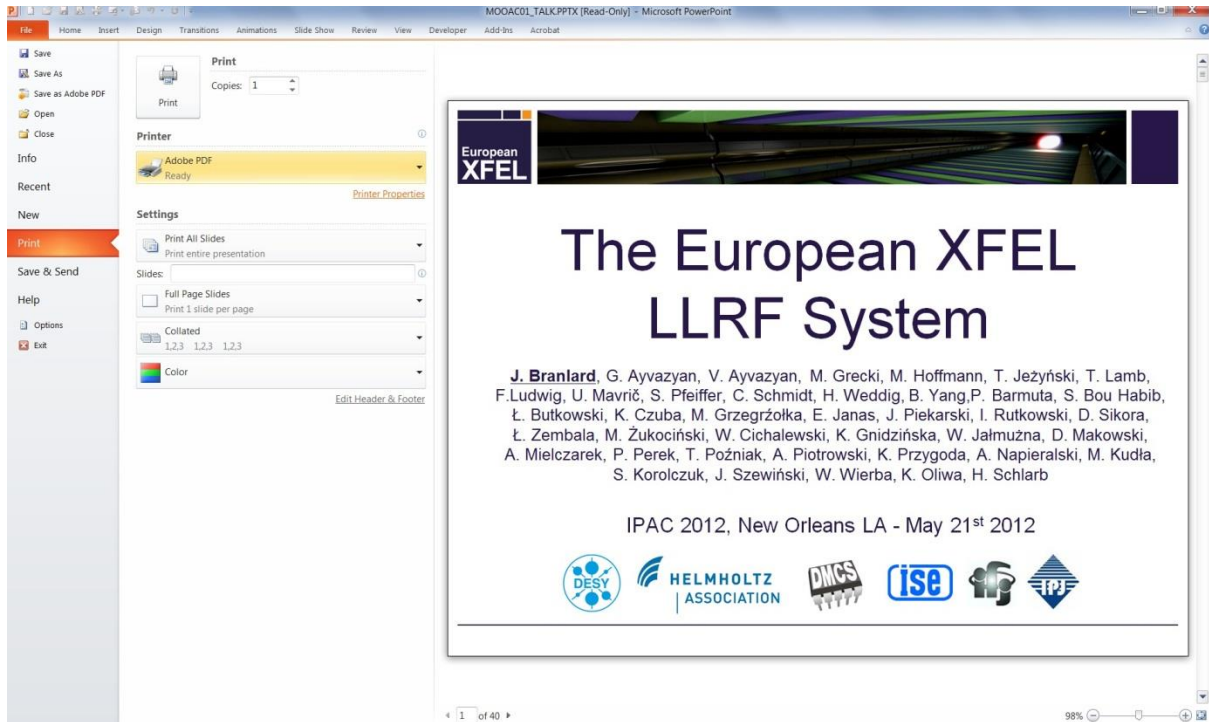 MOOAC01_TALK.PPTX [Read-Only] - Microsoft PowerPoint
File Home Insert Design Transitions Animations Slide Show Review View Developer Add-Ins Acrobat
Save
Save As
Save as Adobe PDF
Open
Close
Info
Recent
New
Print
Save & Send
Help
Options
Exit
Print
Copies: 1
Print
Printer
Adobe PDF
Ready
Printer Properties
Settings
Print All Slides
Print entire presentation
Slides:
Full Page Slides
Print 1 slide per page
Collated
1,2,3 1,2,3 1,2,3
Color
Edit Header & Footer
European
XFEL
The European XFEL
LLRF System
J. Branlard, G. Ayvazyan, V. Ayvazyan, M. Grecki, M. Hoffmann, T. Jeżyński, T. Lamb,
F.Ludwig, U. Mavrič, S. Pfeiffer, C. Schmidt, H. Weddig, B. Yang,P. Barmuta, S. Bou Habib,
Ł. Butkowski, K. Czuba, M. Grzegrźołka, E. Janas, J. Piekarski, I. Rutkowski, D. Sikora,
Ł. Zembala, M. Żukociński, W. Cichalewski, K. Gnidzińska, W. Jałmużna, D. Makowski,
A. Mielczarek, P. Perek, T. Poźniak, A. Piotrowski, K. Przygoda, A. Napieralski, M. Kudła,
S. Korolczuk, J. Szewiński, W. Wierba, K. Oliwa, H. Schlarb
IPAC 2012, New Orleans LA - May 21st 2012
DESY
HELMHOLTZ
ASSOCIATION
DMCS
ise
ifj
IPJ
1 of 40
98%